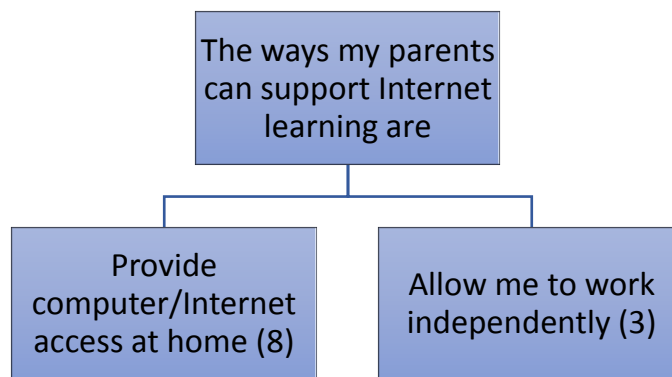 The ways my parents
can support Internet
learning are
Provide
computer/Internet
access at home (8)
Allow me to work
independently (3)